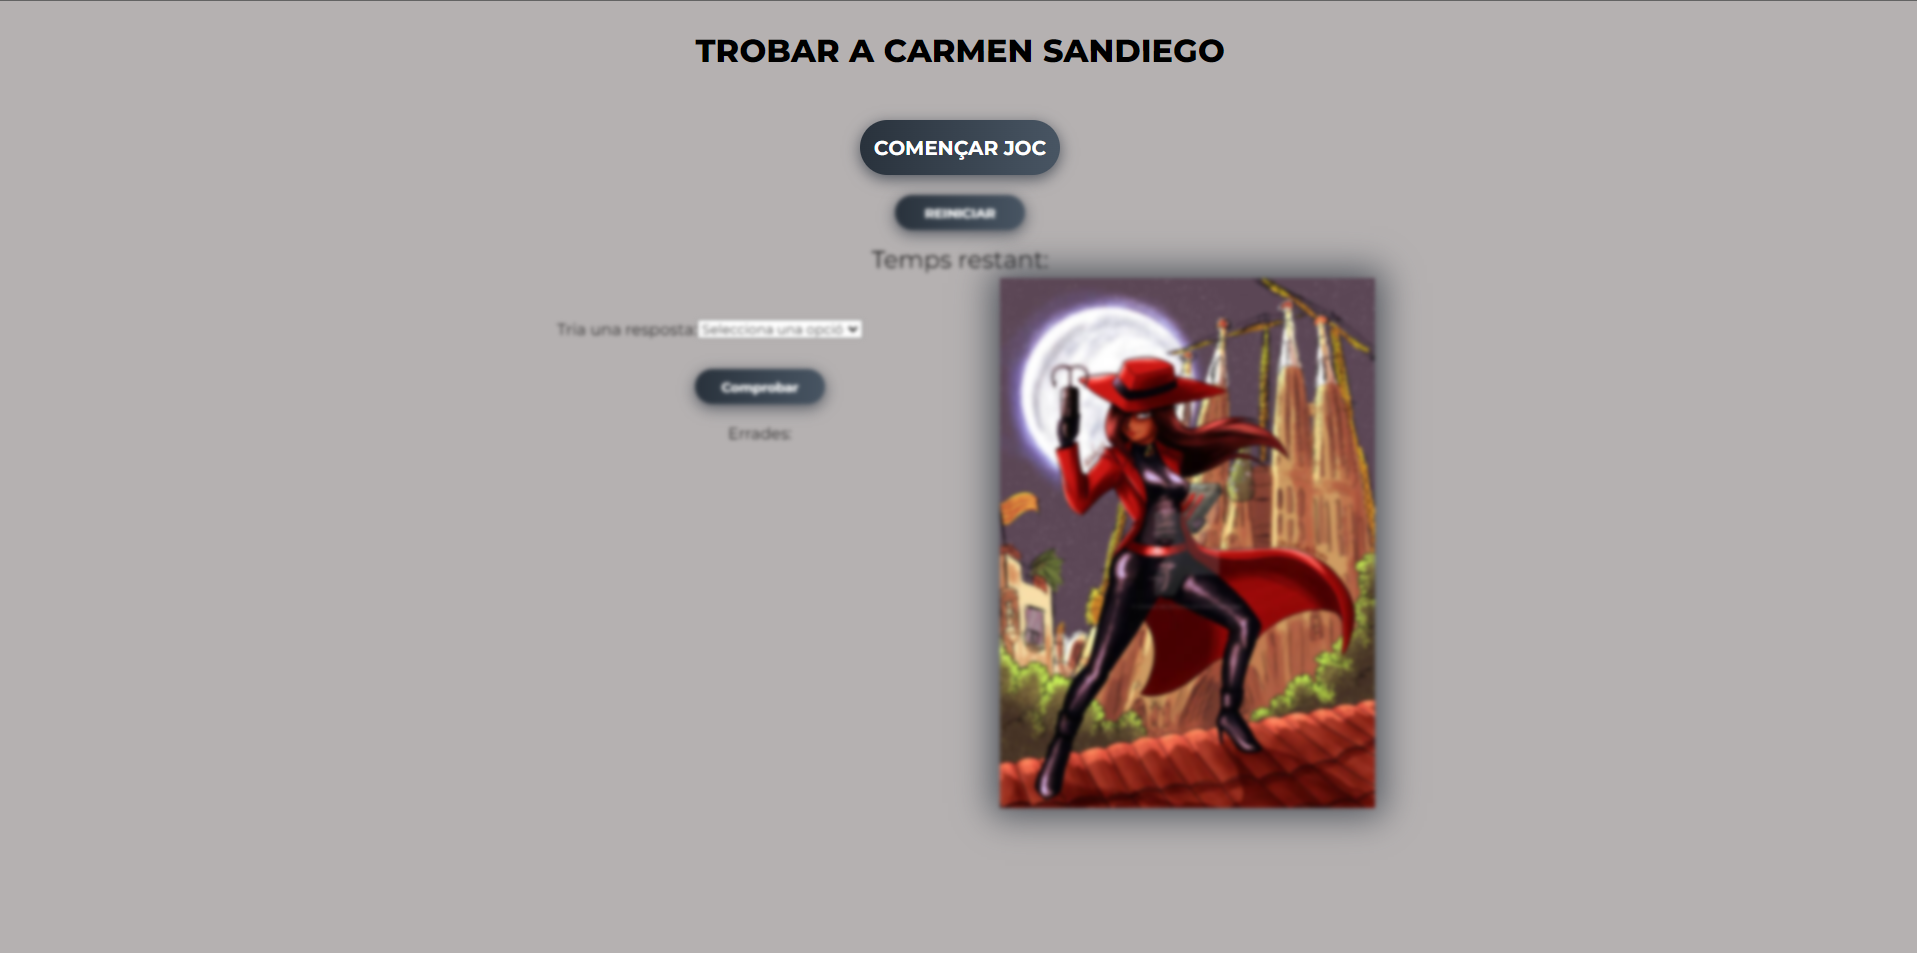 TROBAR A CARMEN SANDIEGO
COMENÇAR JOC
REINICIAR
Temps restant:
Tria una resposta: Selecciona una opció
Comprobar
Errades: